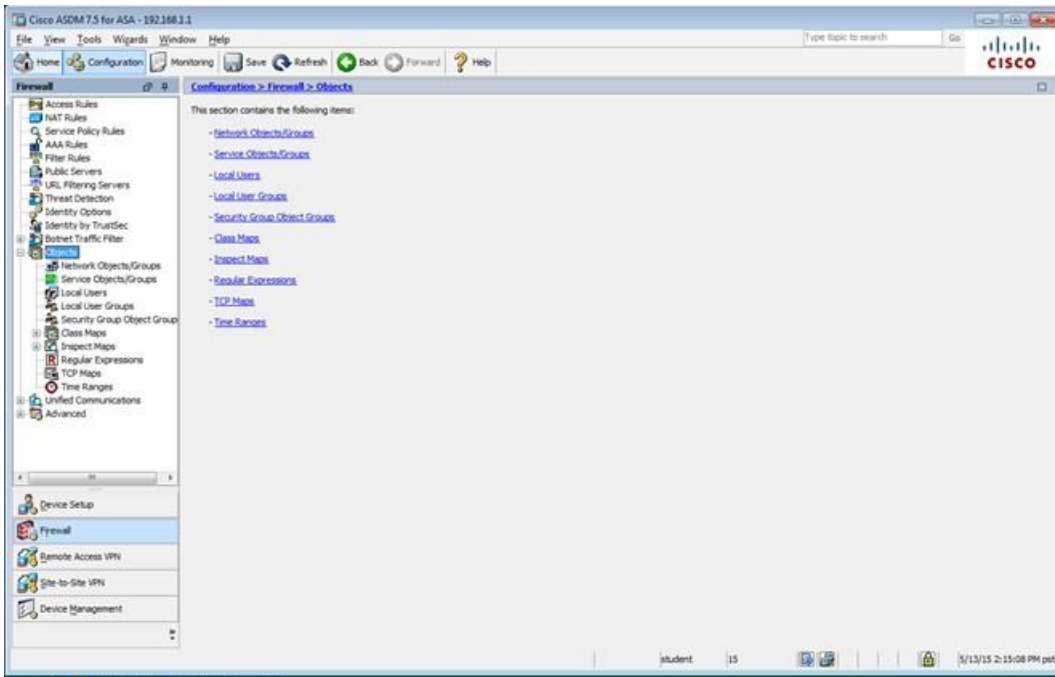 Cisco ASDM 7.5 for ASA - 192.168.1.1
File View Tools Wizards Window Help
Type topic to search
Go
Home Configuration Monitoring Save Refresh Back Forward Help
CISCO
Firewall
Configuration > Firewall > Objects
Access Rules
NAT Rules
Service Policy Rules
AAA Rules
Filter Rules
Public Servers
URL Filtering Servers
Threat Detection
Identity Options
Identity by TrustSec
Botnet Traffic Filter
Objects
Network Objects/Groups
Service Objects/Groups
Local Users
Local User Groups
Security Group Object Group
Class Maps
Inspect Maps
Regular Expressions
TCP Maps
Time Ranges
Unified Communications
Advanced
This section contains the following items:
- Network Objects/Groups
- Service Objects/Groups
- Local Users
- Local User Groups
- Security Group Object Groups
- Class Maps
- Inspect Maps
- Regular Expressions
- TCP Maps
- Time Ranges
Device Setup
Firewall
Remote Access VPN
Site-to-Site VPN
Device Management
student
15
5/13/15 2:15:08 PM pst